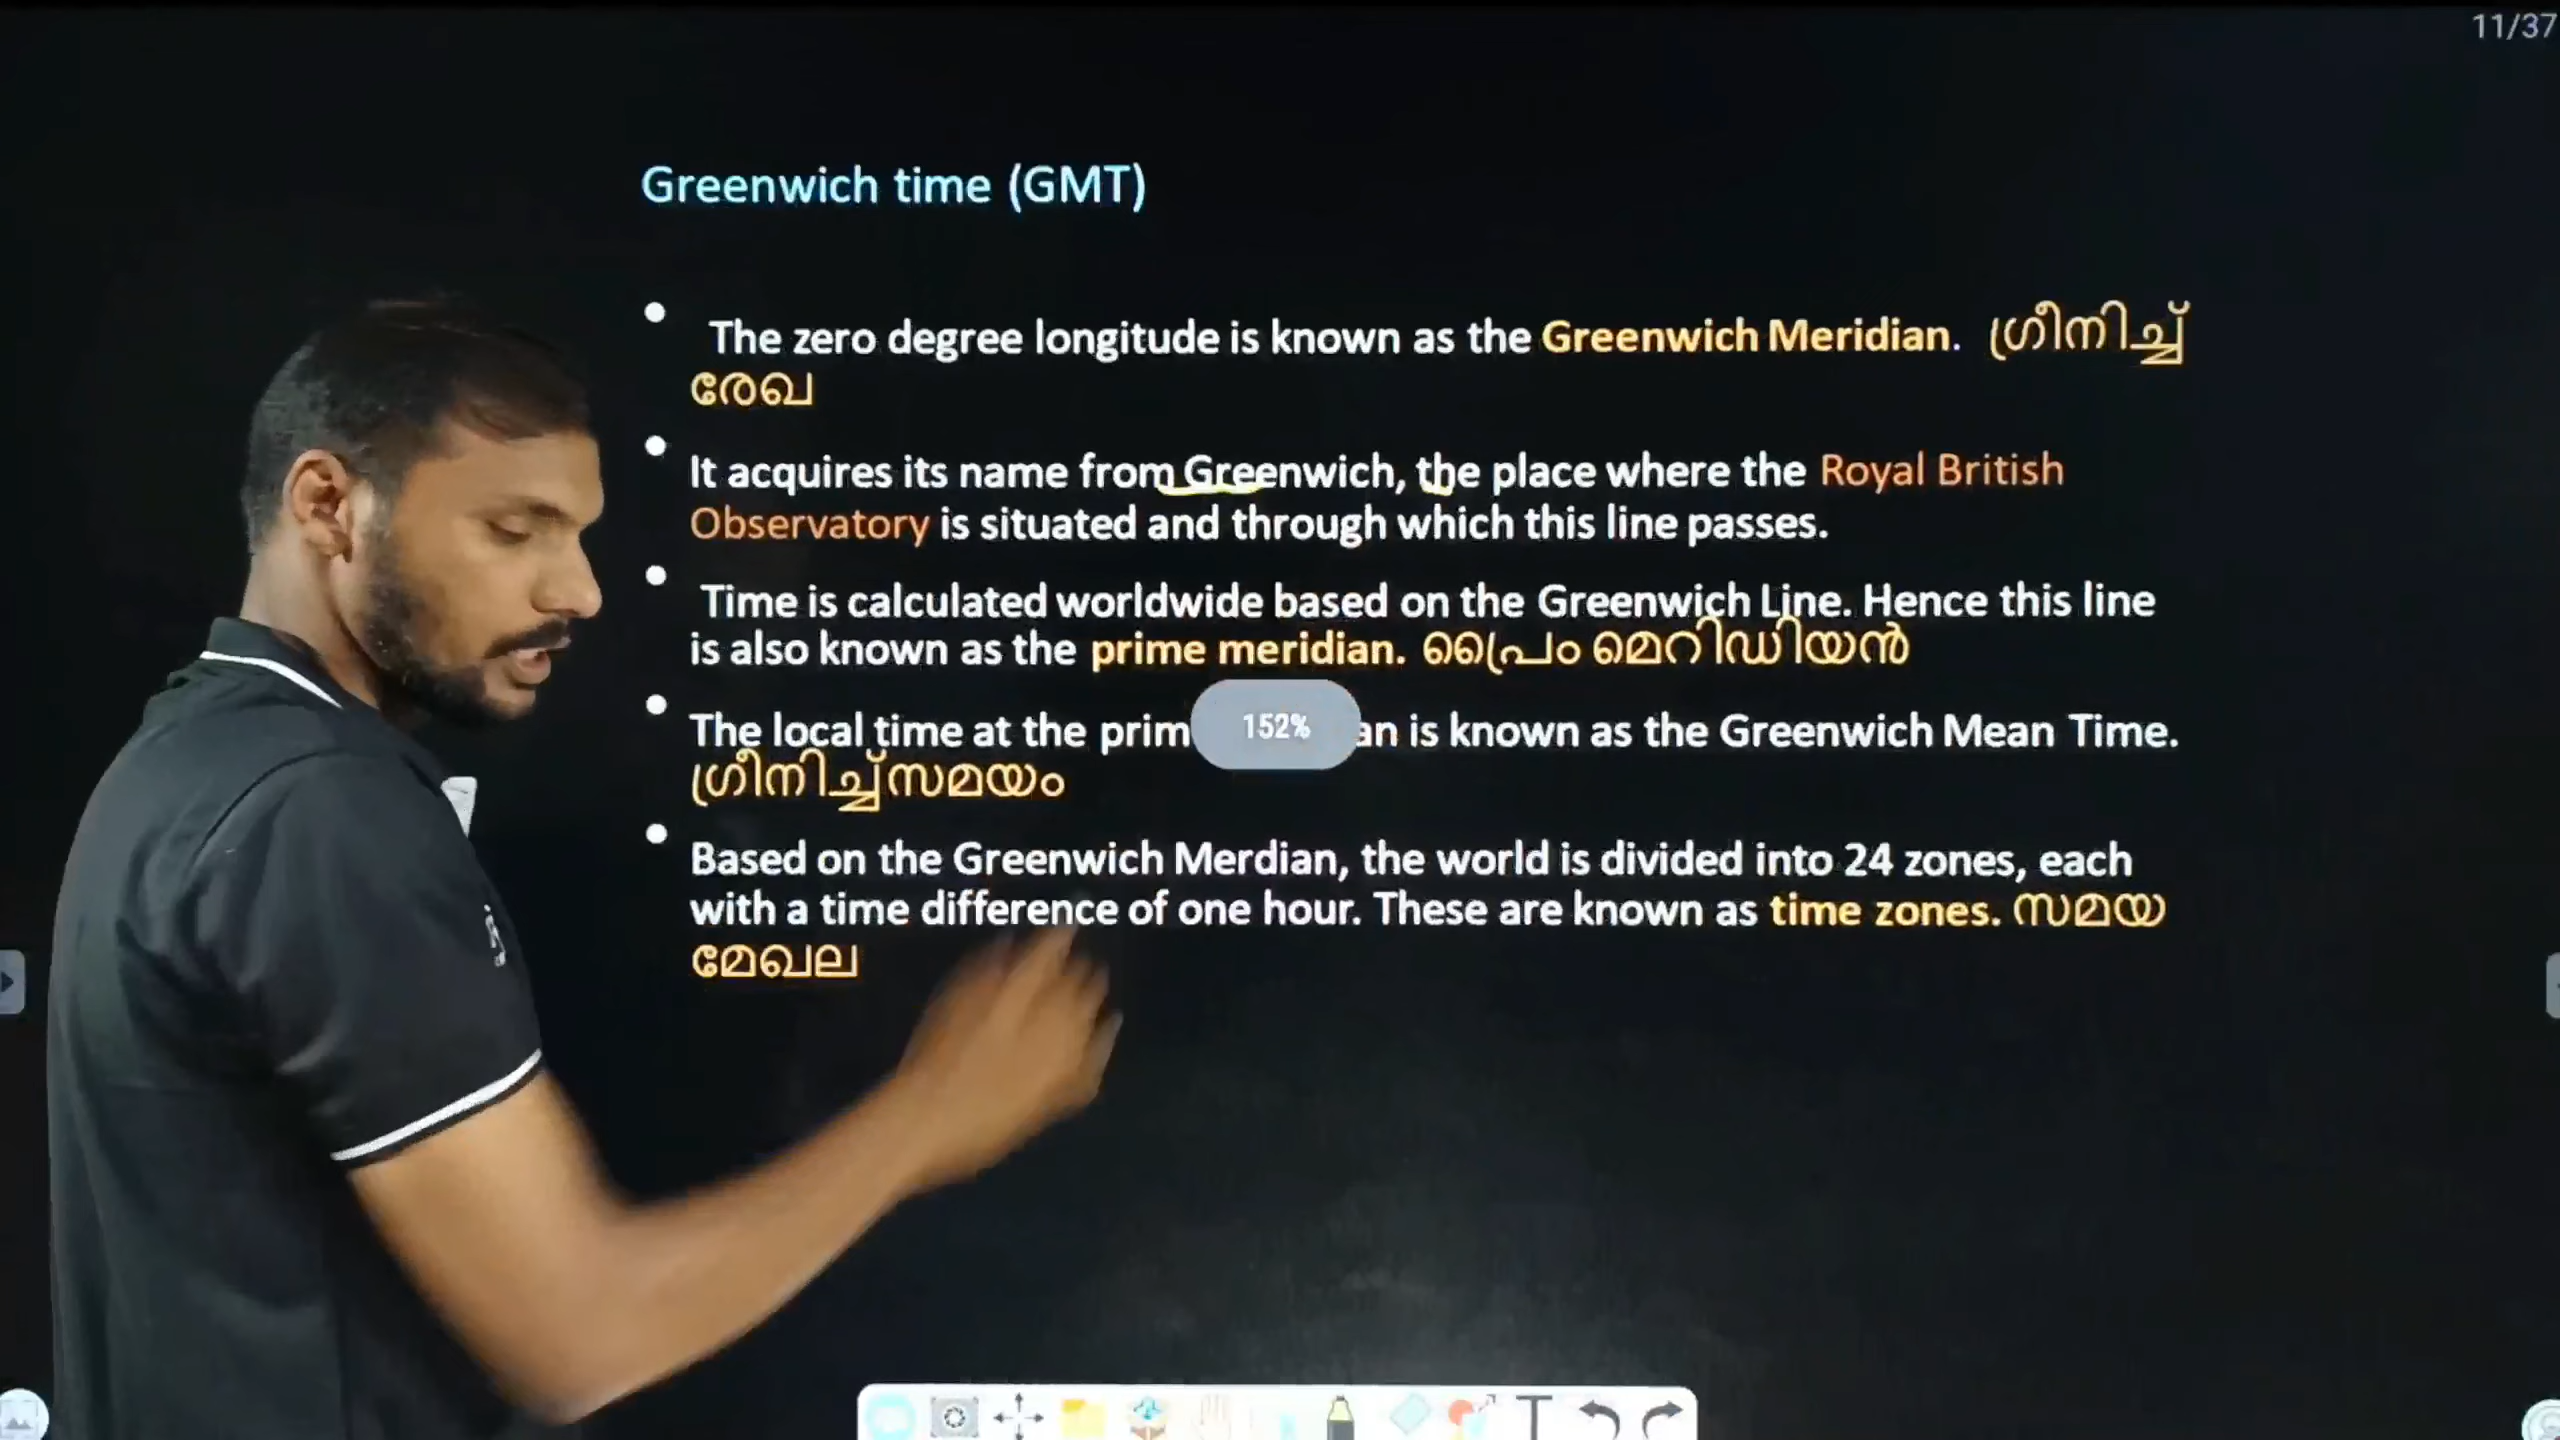 11/37
Greenwich time (GMT)
• The zero degree longitude is known as the Greenwich Meridian. ഗ്രീനിച്ച്
രേഖ
• It acquires its name from Greenwich, the place where the Royal British
Observatory is situated and through which this line passes.
• Time is calculated worldwide based on the Greenwich Line. Hence this line
is also known as the prime meridian. പ്രൈം മെറിഡിയൻ
• The local time at the prim 152% an is known as the Greenwich Mean Time.
ഗ്രീനിച്ച്സമയം
• Based on the Greenwich Merdian, the world is divided into 24 zones, each
with a time difference of one hour. These are known as time zones. സമയ
മേഖല
T